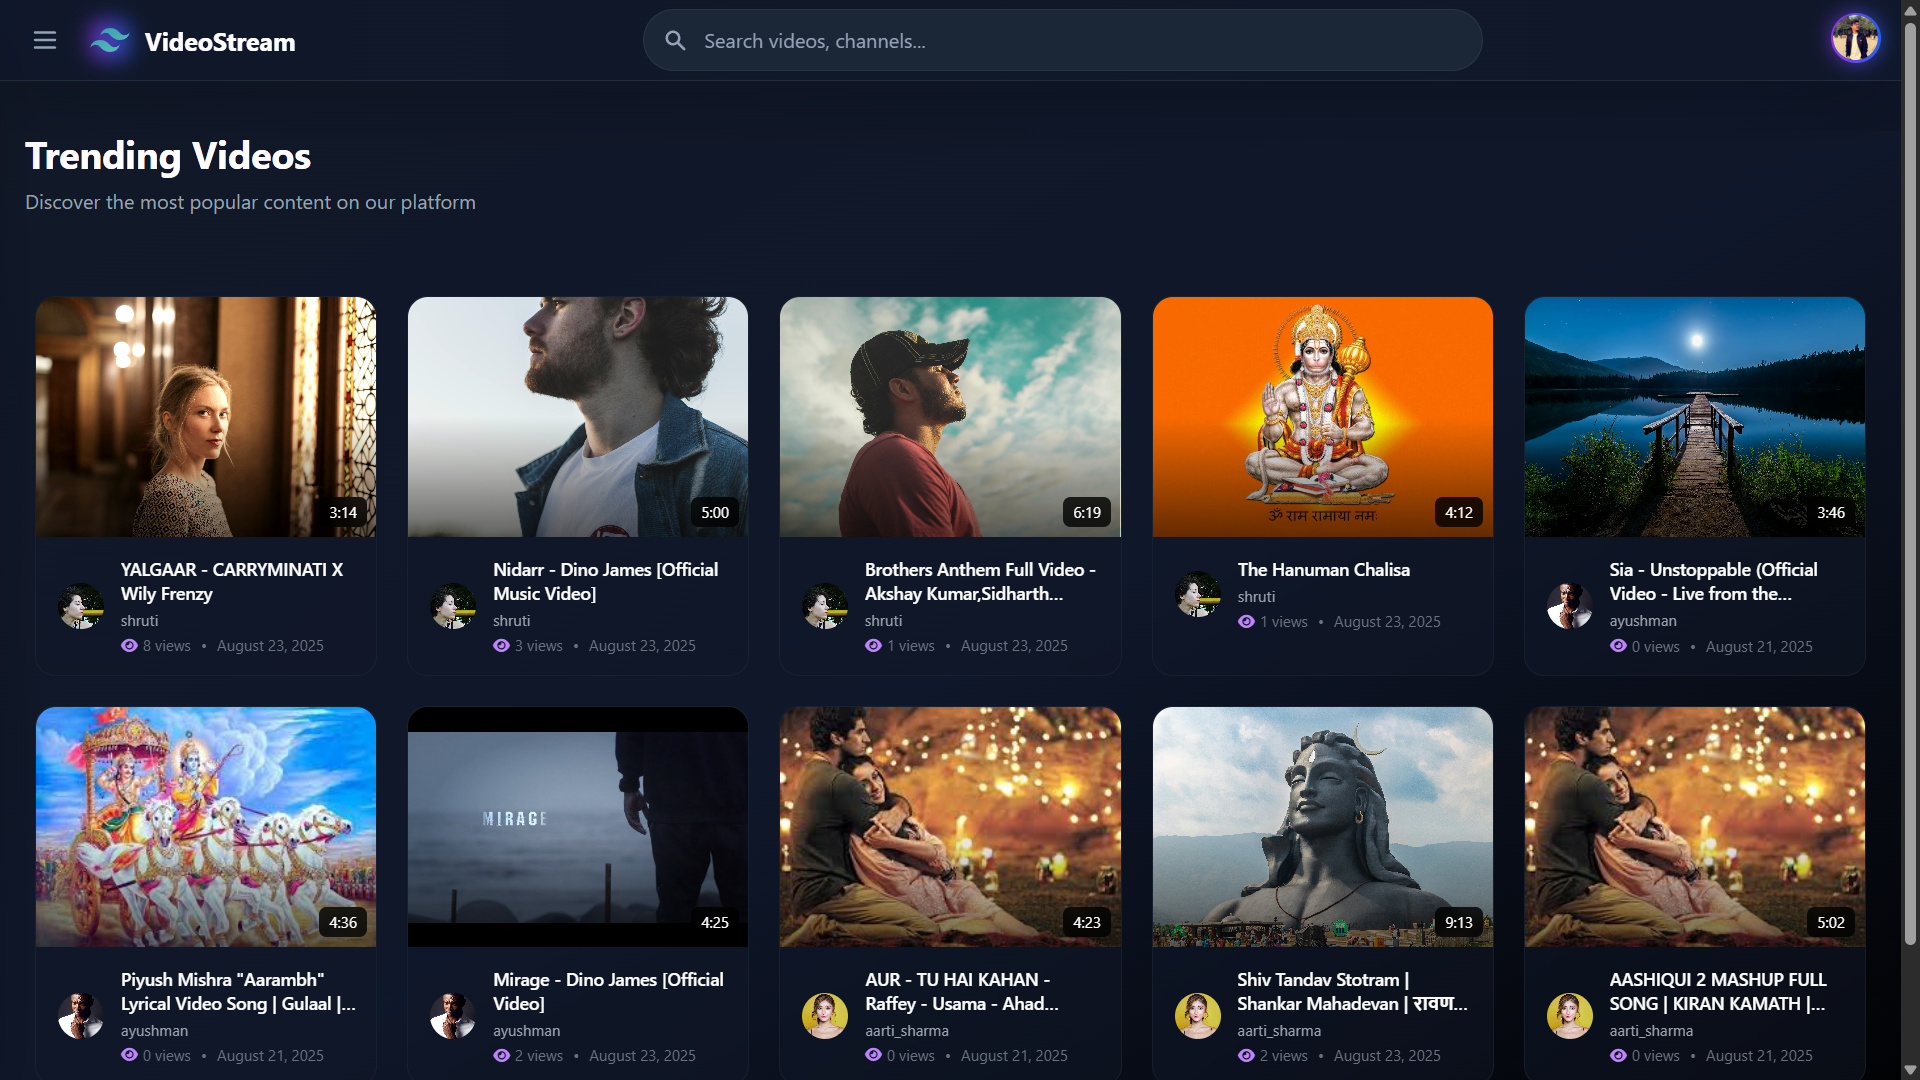 VideoStream
Search videos, channels...
Trending Videos
Discover the most popular content on our platform
3:14
5:00
6:19
ॐ राम रामाया नमः
4:12
3:46
YALGAAR - CARRYMINATI X
Wily Frenzy
shruti
8 views • August 23, 2025
Nidarr - Dino James [Official
Music Video]
shruti
3 views • August 23, 2025
Brothers Anthem Full Video -
Akshay Kumar,Sidharth...
shruti
1 views • August 23, 2025
The Hanuman Chalisa
shruti
1 views • August 23, 2025
Sia - Unstoppable (Official
Video - Live from the...
ayushman
0 views • August 21, 2025
4:36
MIRAGE
4:25
4:23
9:13
5:02
Piyush Mishra "Aarambh"
Lyrical Video Song | Gulaal |...
ayushman
0 views • August 21, 2025
Mirage - Dino James [Official
Video]
ayushman
2 views • August 23, 2025
AUR - TU HAI KAHAN -
Raffey - Usama - Ahad...
aarti_sharma
0 views • August 21, 2025
Shiv Tandav Stotram |
Shankar Mahadevan | रावण...
aarti_sharma
2 views • August 23, 2025
AASHIQUI 2 MASHUP FULL
SONG | KIRAN KAMATH |...
aarti_sharma
0 views • August 21, 2025